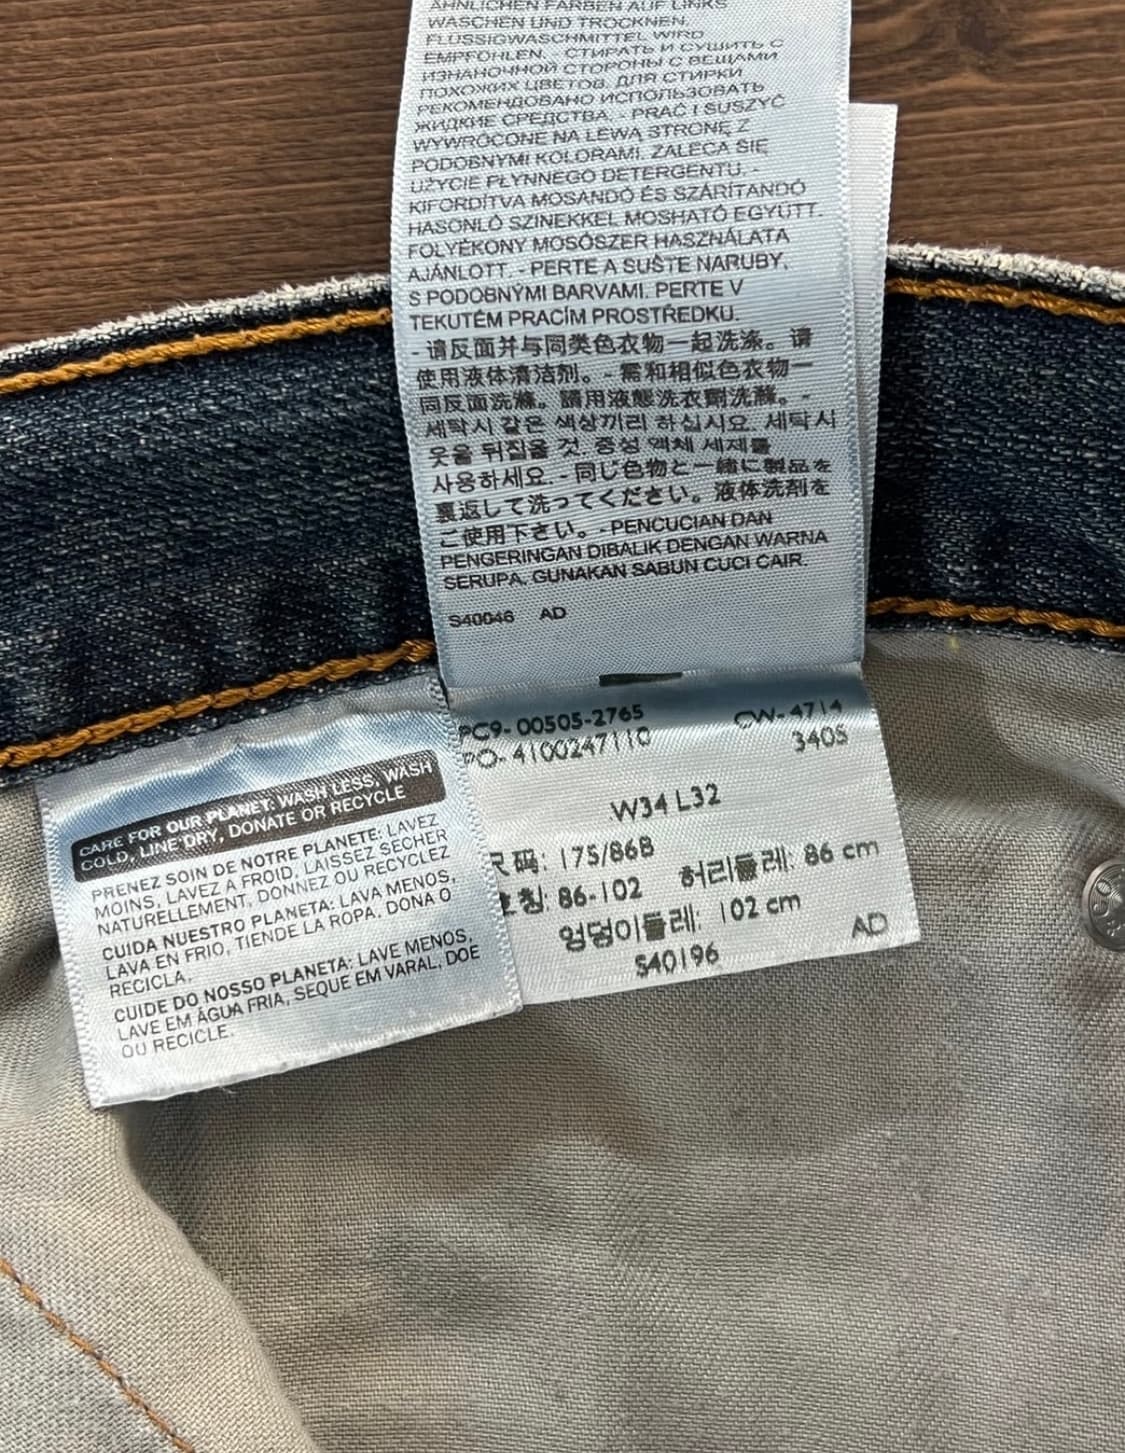 ÄHNLICHEN FARBEN AUF LINKS
WASCHEN UND TROCKNEN.
FLÜSSIGWASCHMITTEL WIRD
EMPFOHLEN. - СТИРАТЬ И СУШИТЬ С
ИЗНАНОЧНОЙ СТОРОНЫ С ВЕЩАМИ
ПОХОЖИХ ЦВЕТОВ. ДЛЯ СТИРКИ
РЕКОМЕНДОВАНО ИСПОЛЬЗОВАТЬ
ЖИДКИЕ СРЕДСТВА. - PRAĆ I SUSZYĆ
WYWRÓCONE NA LEWĄ STRONĘ Z
PODOBNYMI KOLORAMI. ZALECA SIĘ
UŻYCIE PŁYNNEGO DETERGENTU. -
KIFORDÍTVA MOSANDÓ ÉS SZÁRÍTANDÓ
HASONLÓ SZINEKKEL MOSHATÓ EGYÜTT.
FOLYÉKONY MOSÓSZER HASZNÁLATA
AJÁNLOTT. - PERTE A SUŠTE NARUBY,
S PODOBNÝMI BARVAMI. PERTE V
TEKUTÉM PRACÍM PROSTŘEDKU.
- 请反面并与同类色衣物一起洗涤。请
使用液体清洁剂。- 需和相似色衣物一
同反面洗滌。請用液態洗衣劑洗滌。-
세탁시 같은 색상끼리 하십시요. 세탁시
옷을 뒤집을 것. 중성 액체 세제를
사용하세요. - 同じ色物と一緒に製品を
裏返して洗ってください。液体洗剤を
ご使用下さい。- PENCUCIAN DAN
PENGERINGAN DIBALIK DENGAN WARNA
SERUPA. GUNAKAN SABUN CUCI CAIR.
S40046 AD
PC9-00505-2765 CW-4714
PO-4100247110 340S
W34 L32
尺码: 175/86B
호칭: 86-102 허리둘레: 86 cm
엉덩이둘레: 102 cm
S40196 AD
CARE FOR OUR PLANET: WASH LESS, WASH
COLD, LINE DRY, DONATE OR RECYCLE
PRENEZ SOIN DE NOTRE PLANETE: LAVEZ
MOINS, LAVEZ A FROID, LAISSEZ SECHER
NATURELLEMENT, DONNEZ OU RECYCLEZ
CUIDA NUESTRO PLANETA: LAVA MENOS,
LAVA EN FRIO, TIENDE LA ROPA, DONA O
RECICLA.
CUIDE DO NOSSO PLANETA: LAVE MENOS,
LAVE EM ÁGUA FRIA, SEQUE EM VARAL, DOE
OU RECICLE.